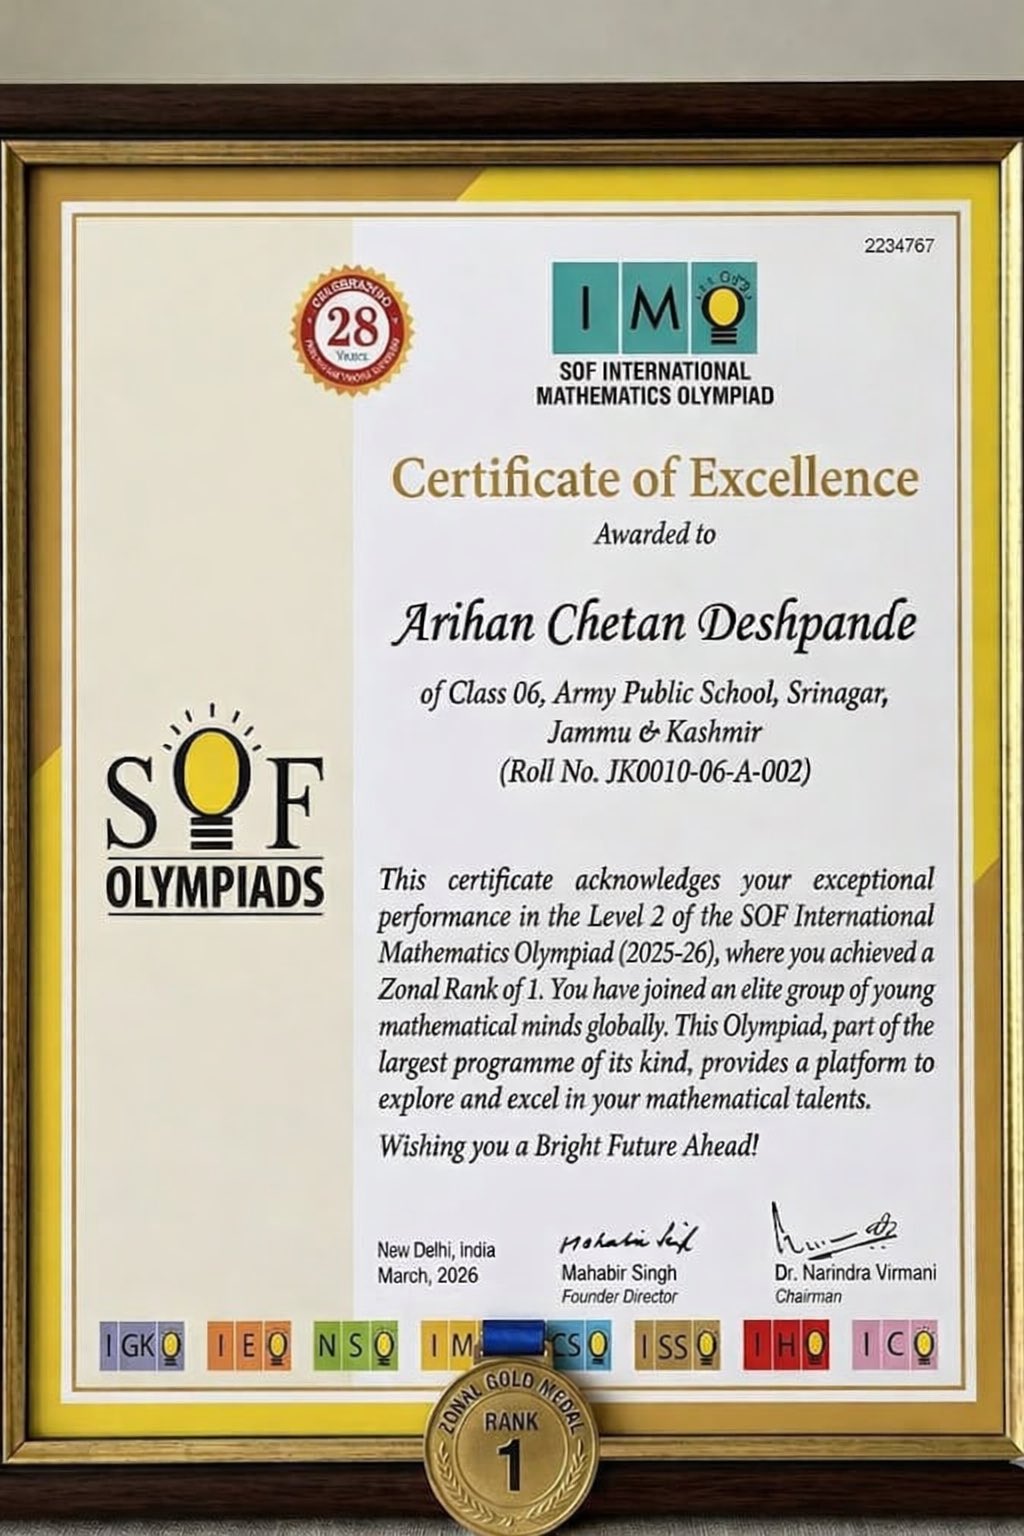 2234767
CELEBRATING
28
YEARS
I M O
SOF INTERNATIONAL
MATHEMATICS OLYMPIAD
Certificate of Excellence
Awarded to
Arihan Chetan Deshpande
of Class 06, Army Public School, Srinagar,
Jammu & Kashmir
(Roll No. JK0010-06-A-002)
SOF
OLYMPIADS
This certificate acknowledges your exceptional
performance in the Level 2 of the SOF International
Mathematics Olympiad (2025-26), where you achieved a
Zonal Rank of 1. You have joined an elite group of young
mathematical minds globally. This Olympiad, part of the
largest programme of its kind, provides a platform to
explore and excel in your mathematical talents.
Wishing you a Bright Future Ahead!
New Delhi, India
March, 2026
Mahabir Singh
Mahabir Singh
Founder Director
Dr. Narindra Virmani
Chairman
IGKO IEO NSO IM CSO ISSO IHO ICO
ZONAL GOLD MEDAL
RANK
1